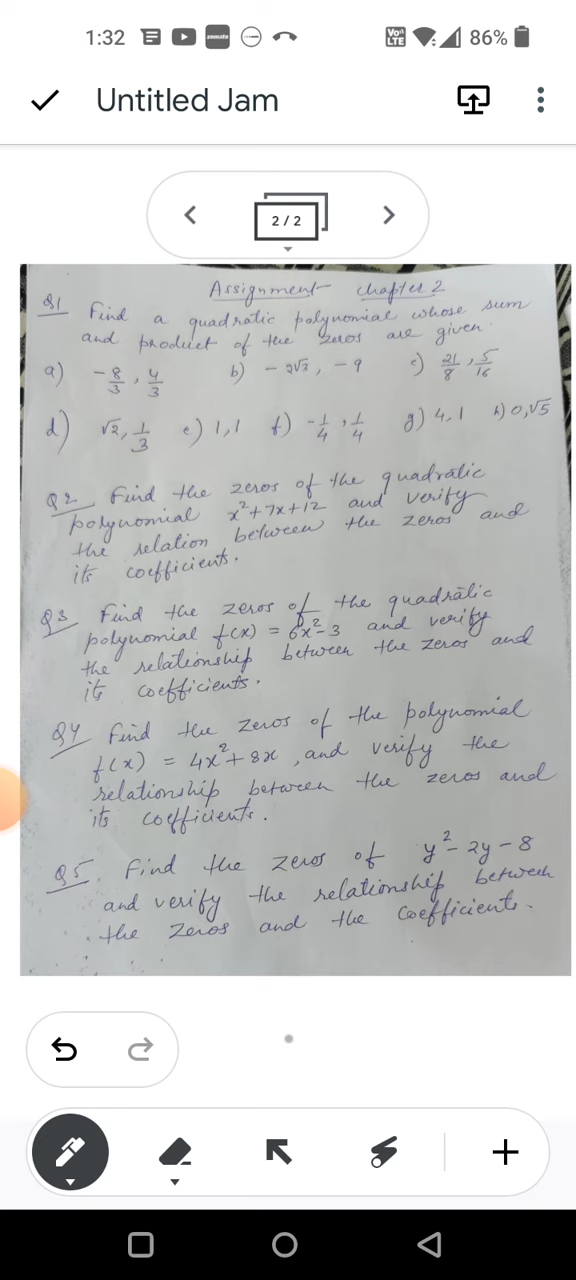 1:32
zomato
Vo)) LTE
86%
Untitled Jam
2 / 2
Assignment chapter 2
Q1 Find a quadratic polynomial whose sum
and product of the zeros are given.
a) -8/3, 4/3 b) -2√2, -9 c) 21/8, 5/16
d) √2, 1/3 e) 1,1 f) -1/4, 1/4 g) 4,1 h) 0,√5
Q2 Find the zeros of the quadratic
polynomial x²+7x+12 and verify
the relation between the zeros and
its coefficients.
Q3 Find the zeros of the quadratic
polynomial f(x) = 6x²-3 and verify
the relationship between the zeros and
its coefficients.
Q4 Find the zeros of the polynomial
f(x) = 4x²+8x, and verify the
relationship between the zeros and
its coefficients.
Q5. Find the zeros of y²-2y-8
and verify the relationship between
the zeros and the coefficients.